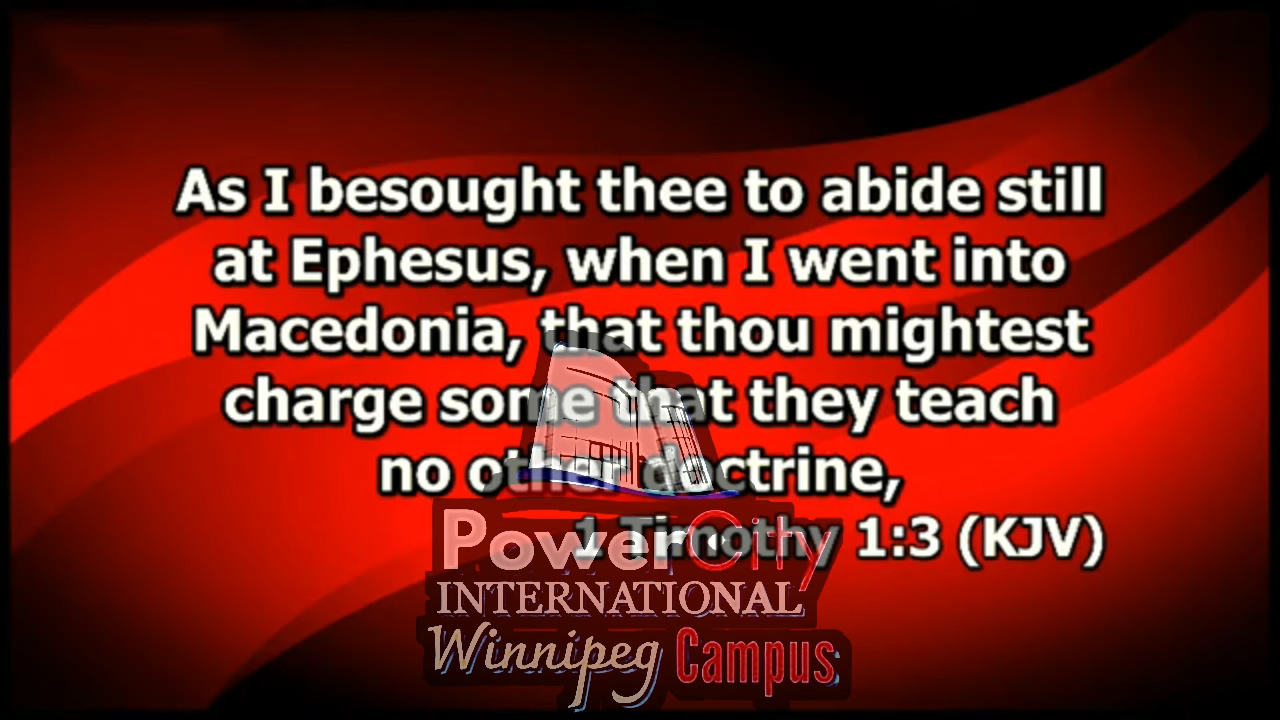 As I besought thee to abide still
at Ephesus, when I went into
Macedonia, that thou mightest
charge some that they teach
no other doctrine,
1 Timothy 1:3 (KJV)
PowerCity
INTERNATIONAL
Winnipeg Campus